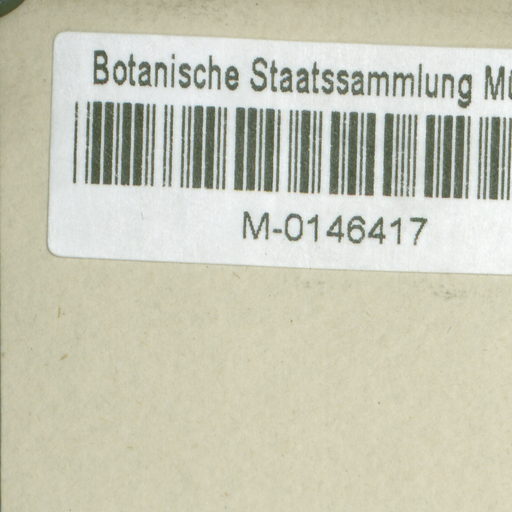 Botanische Staatssammlung
M-0146417